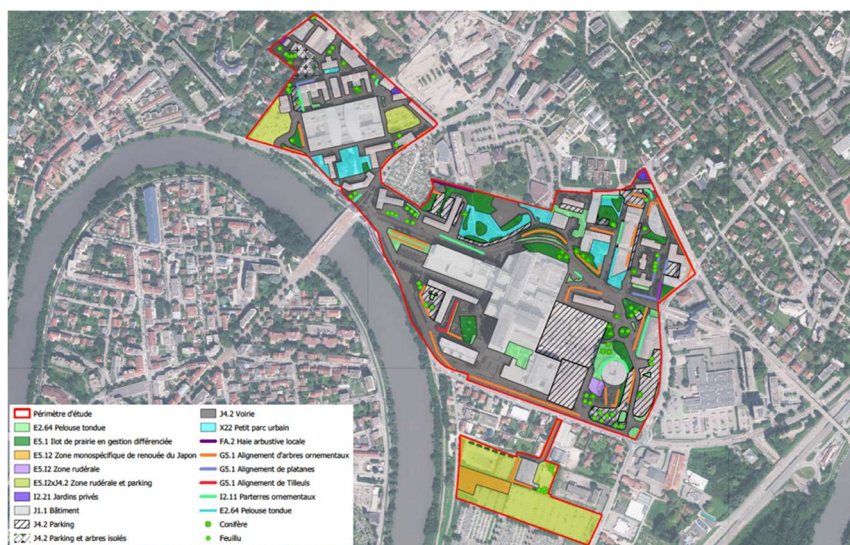 Périmètre d'étude
E2.64 Pelouse tondue
E5.1 Ilot de prairie en gestion différenciée
E5.12 Zone monospécifique de renouée du Japon
E5.I2 Zone rudérale
E5.I2xJ4.2 Zone rudérale et parking
I2.21 Jardins privés
J1.1 Bâtiment
J4.2 Parking
J4.2 Parking et arbres isolés
J4.2 Voirie
X22 Petit parc urbain
FA.2 Haie arbustive locale
G5.1 Alignement d'arbres ornementaux
G5.1 Alignement de platanes
G5.1 Alignement de Tilleuls
I2.11 Parterres ornementaux
E2.64 Pelouse tondue
Conifère
Feuillu